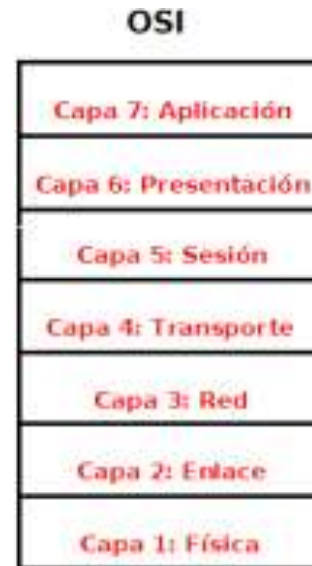 OSI
Capa 7: Aplicación
Capa 6: Presentación
Capa 5: Sesión
Capa 4: Transporte
Capa 3: Red
Capa 2: Enlace
Capa 1: Física